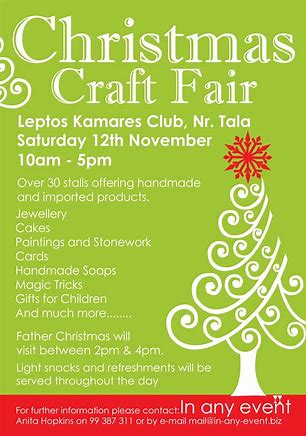 Christmas
Craft Fair
Leptos Kamares Club, Nr. Tala
Saturday 12th November
10am - 5pm
Over 30 stalls offering handmade
and imported products.
Jewellery
Cakes
Paintings and Stonework
Cards
Handmade Soaps
Magic Tricks
Gifts for Children
And much more........
Father Christmas will
visit between 2pm & 4pm.
Light snacks and refreshments will be
served throughout the day
For further information please contact: In any event
Anita Hopkins on 99 387 311 or by e-mail mail@in-any-event.biz